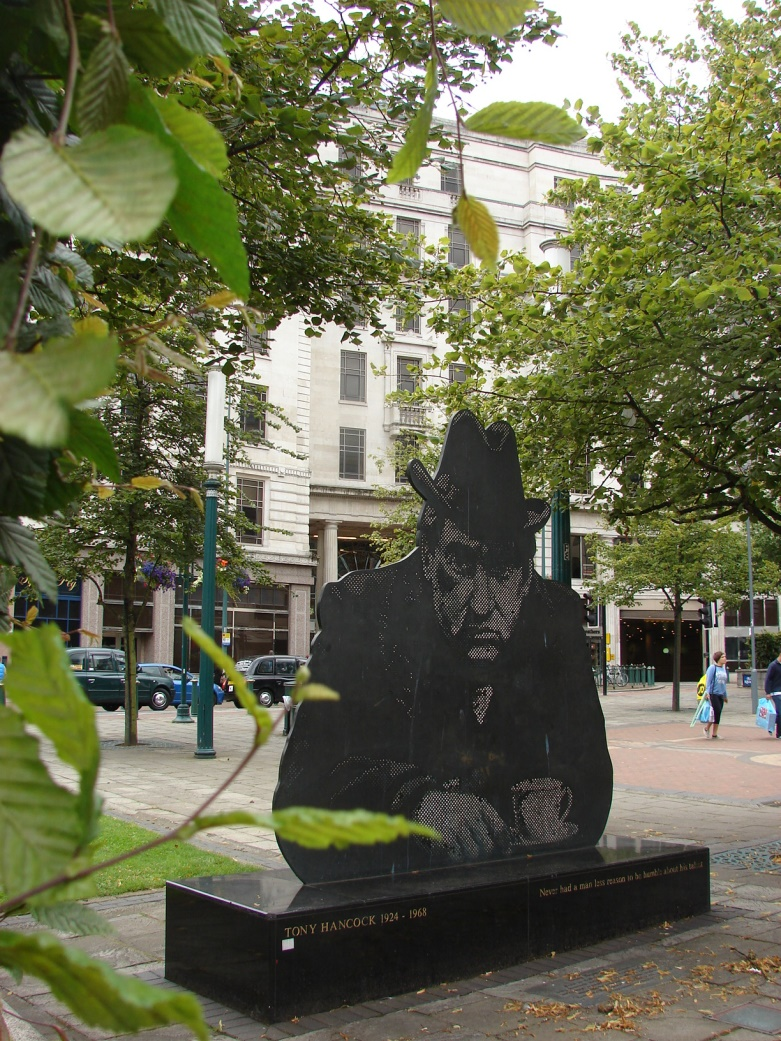 TONY HANCOCK 1924 - 1968
Never had a man less reason to be humble about his talent